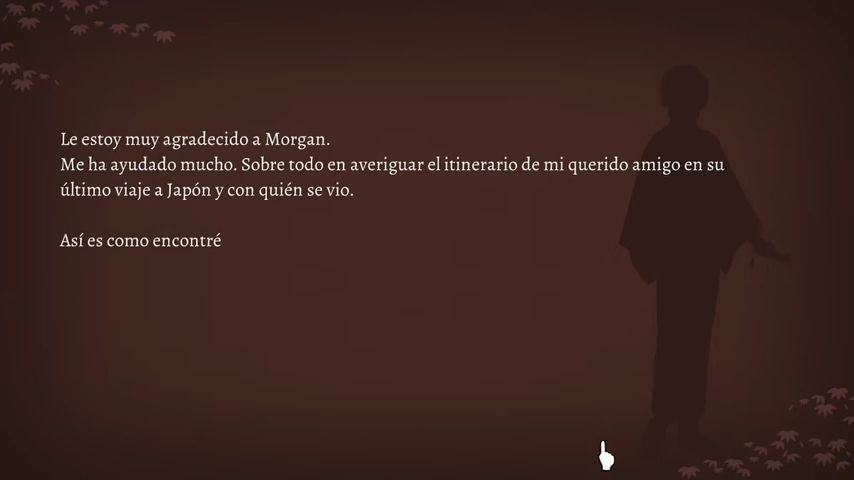 Le estoy muy agradecido a Morgan.
Me ha ayudado mucho. Sobre todo en averiguar el itinerario de mi querido amigo en su
último viaje a Japón y con quién se vio.
Así es como encontré